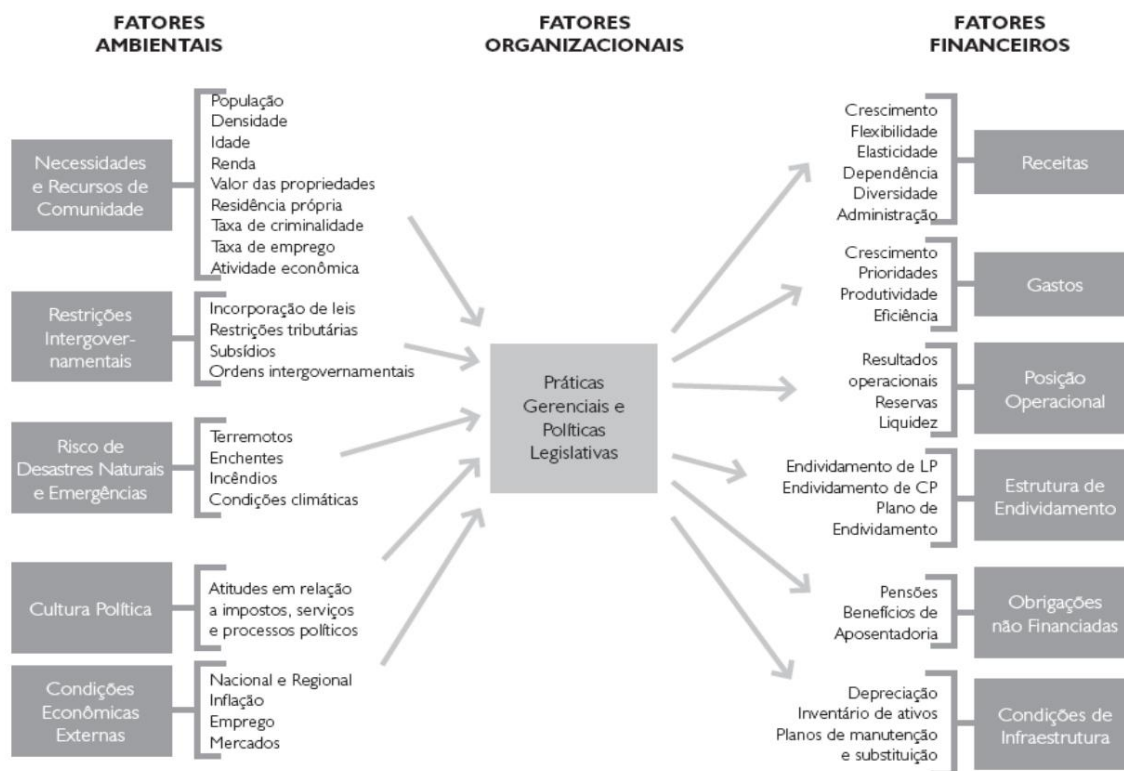 FATORES
AMBIENTAIS
Necessidades
e Recursos de
Comunidade
População
Densidade
Idade
Renda
Valor das propriedades
Residência própria
Taxa de criminalidade
Taxa de emprego
Atividade econômica
Restrições
Intergover-
namentais
Incorporação de leis
Restrições tributárias
Subsídios
Ordens intergovernamentais
Risco de
Desastres Naturais
e Emergências
Terremotos
Enchentes
Incêndios
Condições climáticas
Cultura Política
Atitudes em relação
a impostos, serviços
e processos políticos
Condições
Econômicas
Externas
Nacional e Regional
Inflação
Emprego
Mercados
FATORES
ORGANIZACIONAIS
Práticas
Gerenciais e
Políticas
Legislativas
FATORES
FINANCEIROS
Crescimento
Flexibilidade
Elasticidade
Dependência
Diversidade
Administração
Receitas
Crescimento
Prioridades
Produtividade
Eficiência
Gastos
Resultados
operacionais
Reservas
Liquidez
Posição
Operacional
Endividamento de LP
Endividamento de CP
Plano de
Endividamento
Estrutura de
Endividamento
Pensões
Benefícios de
Aposentadoria
Obrigações
não Financiadas
Depreciação
Inventário de ativos
Planos de manutenção
e substituição
Condições de
Infraestrutura